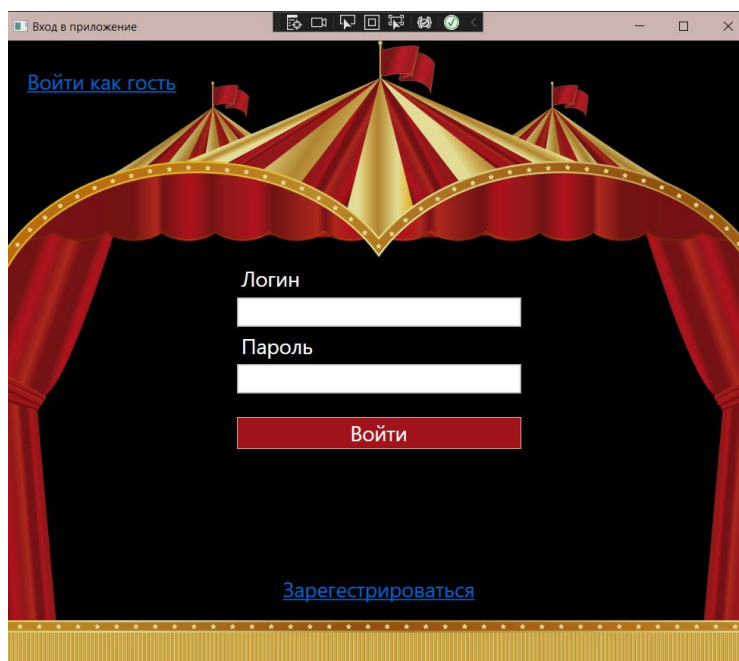 Вход в приложение
Войти как гость
Логин
Пароль
Войти
Зарегестрироваться